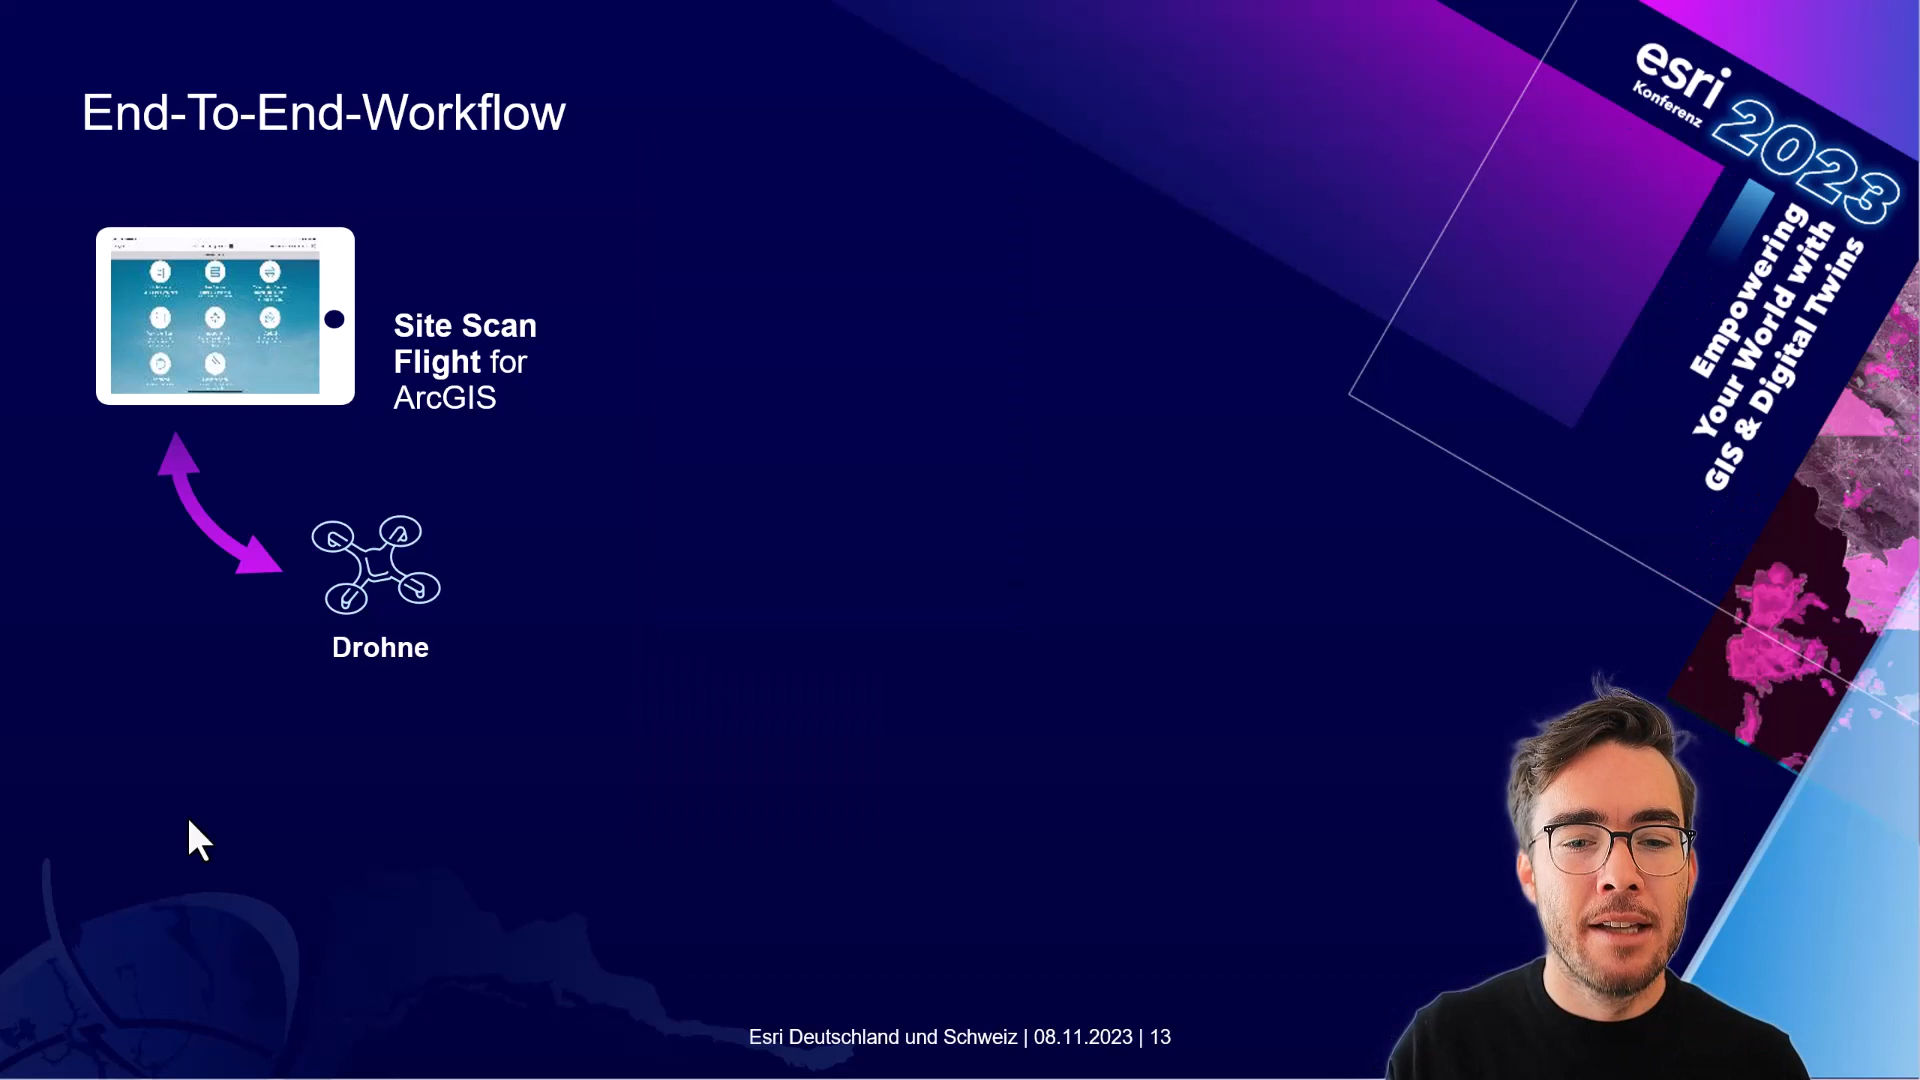 End-To-End-Workflow
Site Scan
Flight for
ArcGIS
Drohne
esri
Konferenz
2023
Empowering
Your World with
GIS & Digital Twins
Esri Deutschland und Schweiz | 08.11.2023 | 13